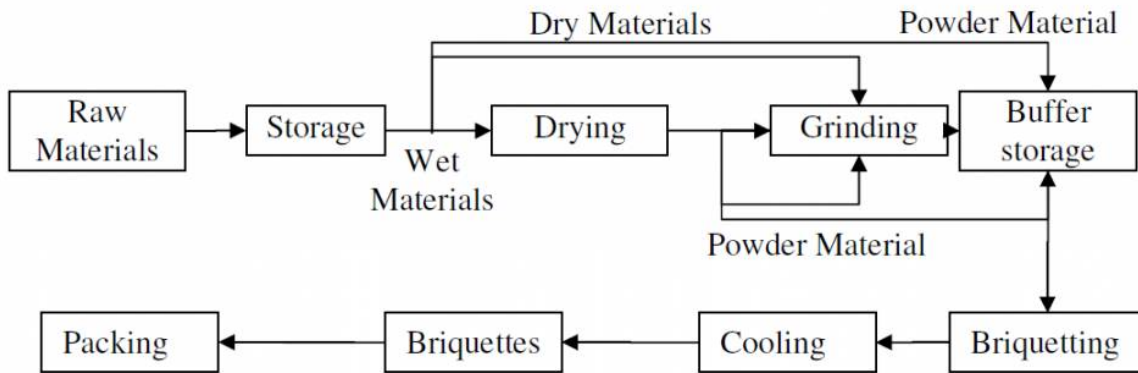 Dry Materials
Powder Material
Raw
Materials
Storage
Drying
Grinding
Buffer
storage
Wet
Materials
Powder Material
Packing
Briquettes
Cooling
Briquetting